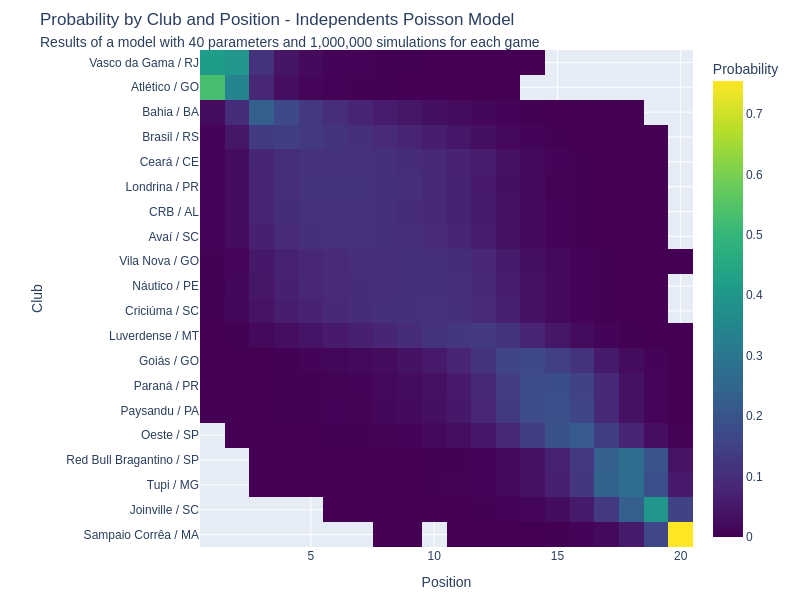 Probability by Club and Position - Independents Poisson Model
Results of a model with 40 parameters and 1,000,000 simulations for each game
Probability
Vasco da Gama / RJ
Atlético / GO
Bahia / BA
Brasil / RS
Ceará / CE
Londrina / PR
CRB / AL
Avaí / SC
Vila Nova / GO
Náutico / PE
Criciúma / SC
Luverdense / MT
Goiás / GO
Paraná / PR
Paysandu / PA
Oeste / SP
Red Bull Bragantino / SP
Tupi / MG
Joinville / SC
Sampaio Corrêa / MA
Club
5
10
15
20
Position
0.7
0.6
0.5
0.4
0.3
0.2
0.1
0